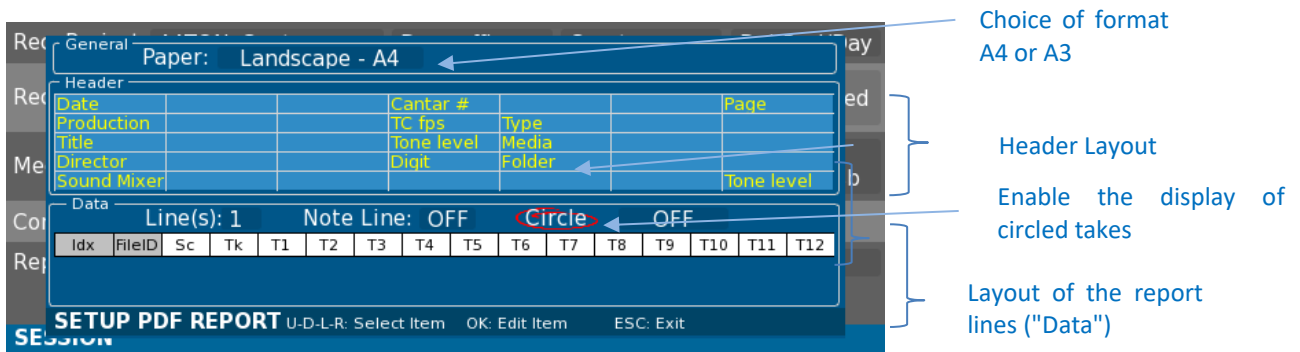 Choice of format
A4 or A3
General
Paper: Landscape - A4
Header
Date Cantar # Page
Production TC fps Type
Title Tone level Media
Director Digit Folder
Sound Mixer Tone level
Header Layout
Enable the display of
circled takes
Data
Line(s): 1 Note Line: OFF Circle OFF
Idx FileID Sc Tk T1 T2 T3 T4 T5 T6 T7 T8 T9 T10 T11 T12
Layout of the report
lines ("Data")
SETUP PDF REPORT U-D-L-R: Select Item OK: Edit Item ESC: Exit